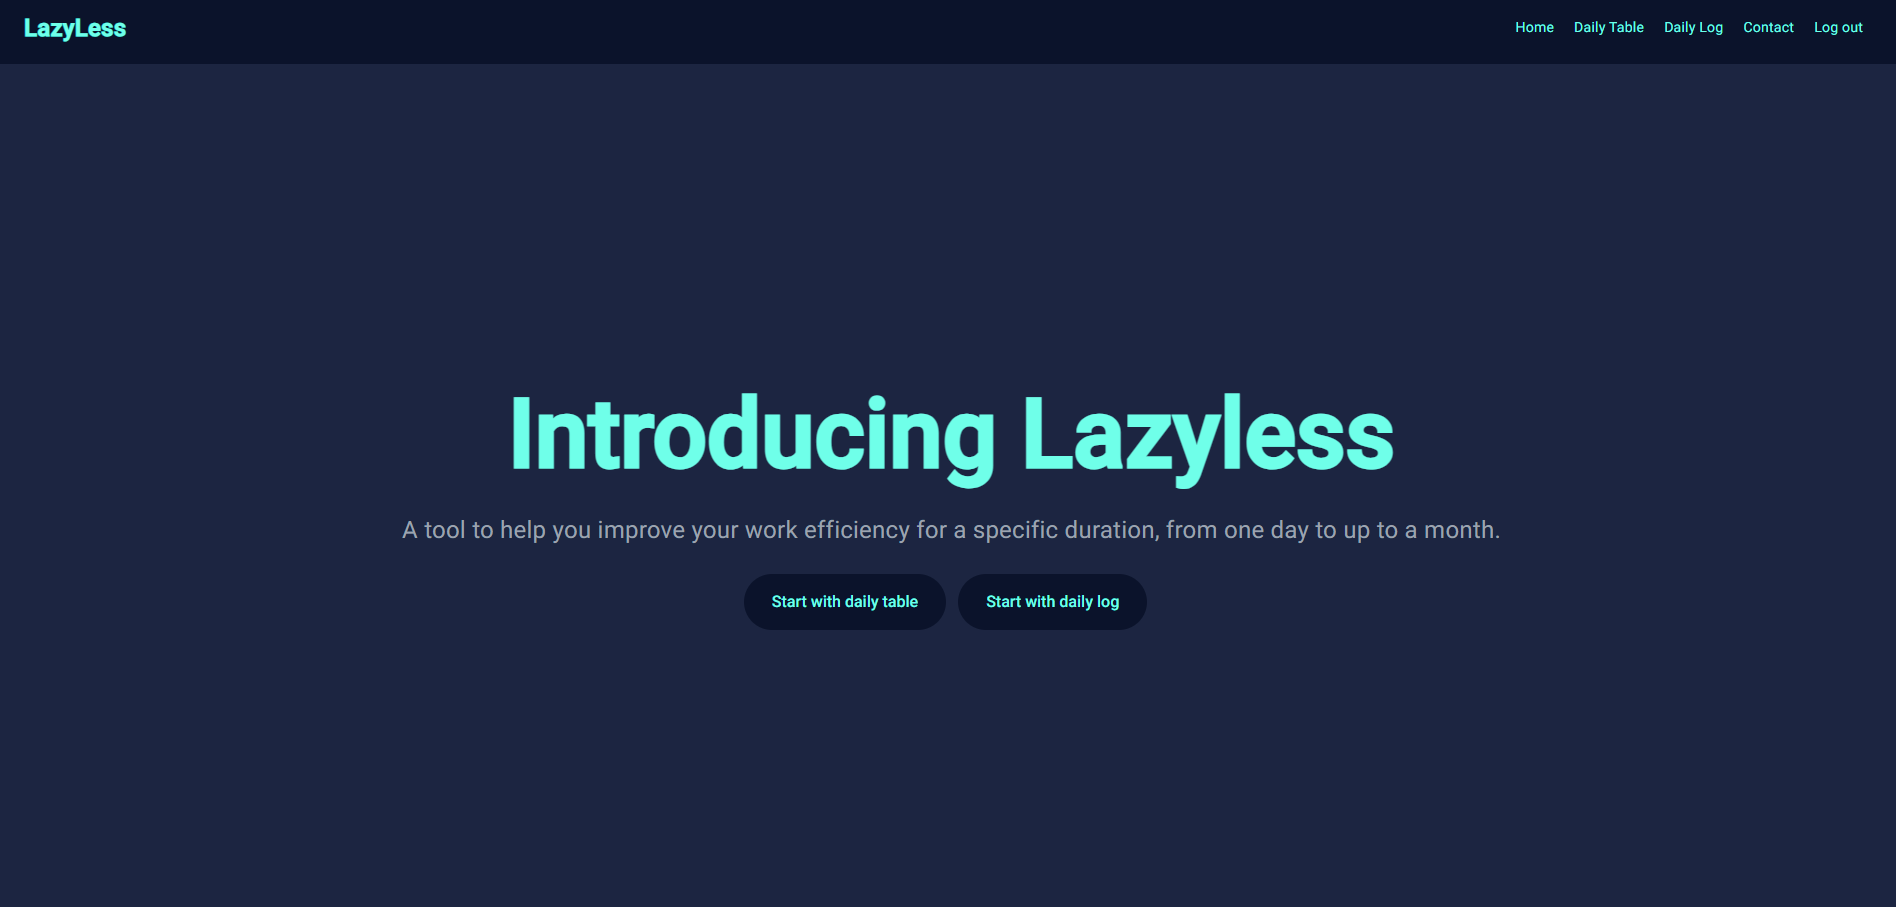 LazyLess
Home Daily Table Daily Log Contact Log out
Introducing Lazyless
A tool to help you improve your work efficiency for a specific duration, from one day to up to a month.
Start with daily table Start with daily log